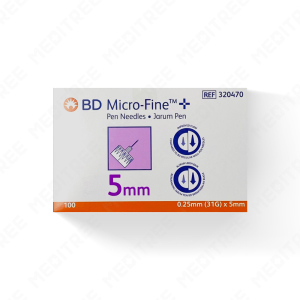 REF 320470
BD Micro-Fine™+
Pen Needles • Jarum Pen
5mm
100
0.25mm (31G) x 5mm